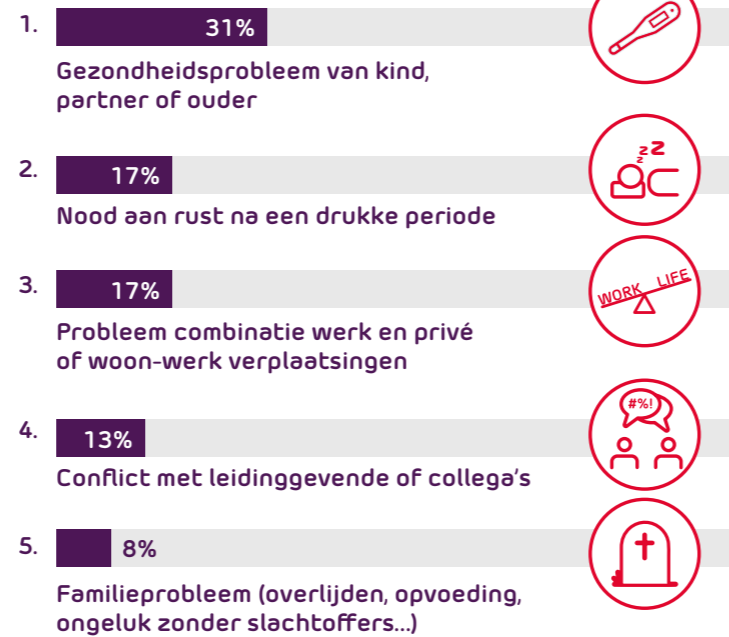 1.
31%
Gezondheidsprobleem van kind,
partner of ouder
2.
17%
z z Z
Nood aan rust na een drukke periode
3.
17%
WORK LIFE
Probleem combinatie werk en privé
of woon-werk verplaatsingen
4.
13%
#%!
Conflict met leidinggevende of collega's
5.
8%
Familieprobleem (overlijden, opvoeding,
ongeluk zonder slachtoffers...)